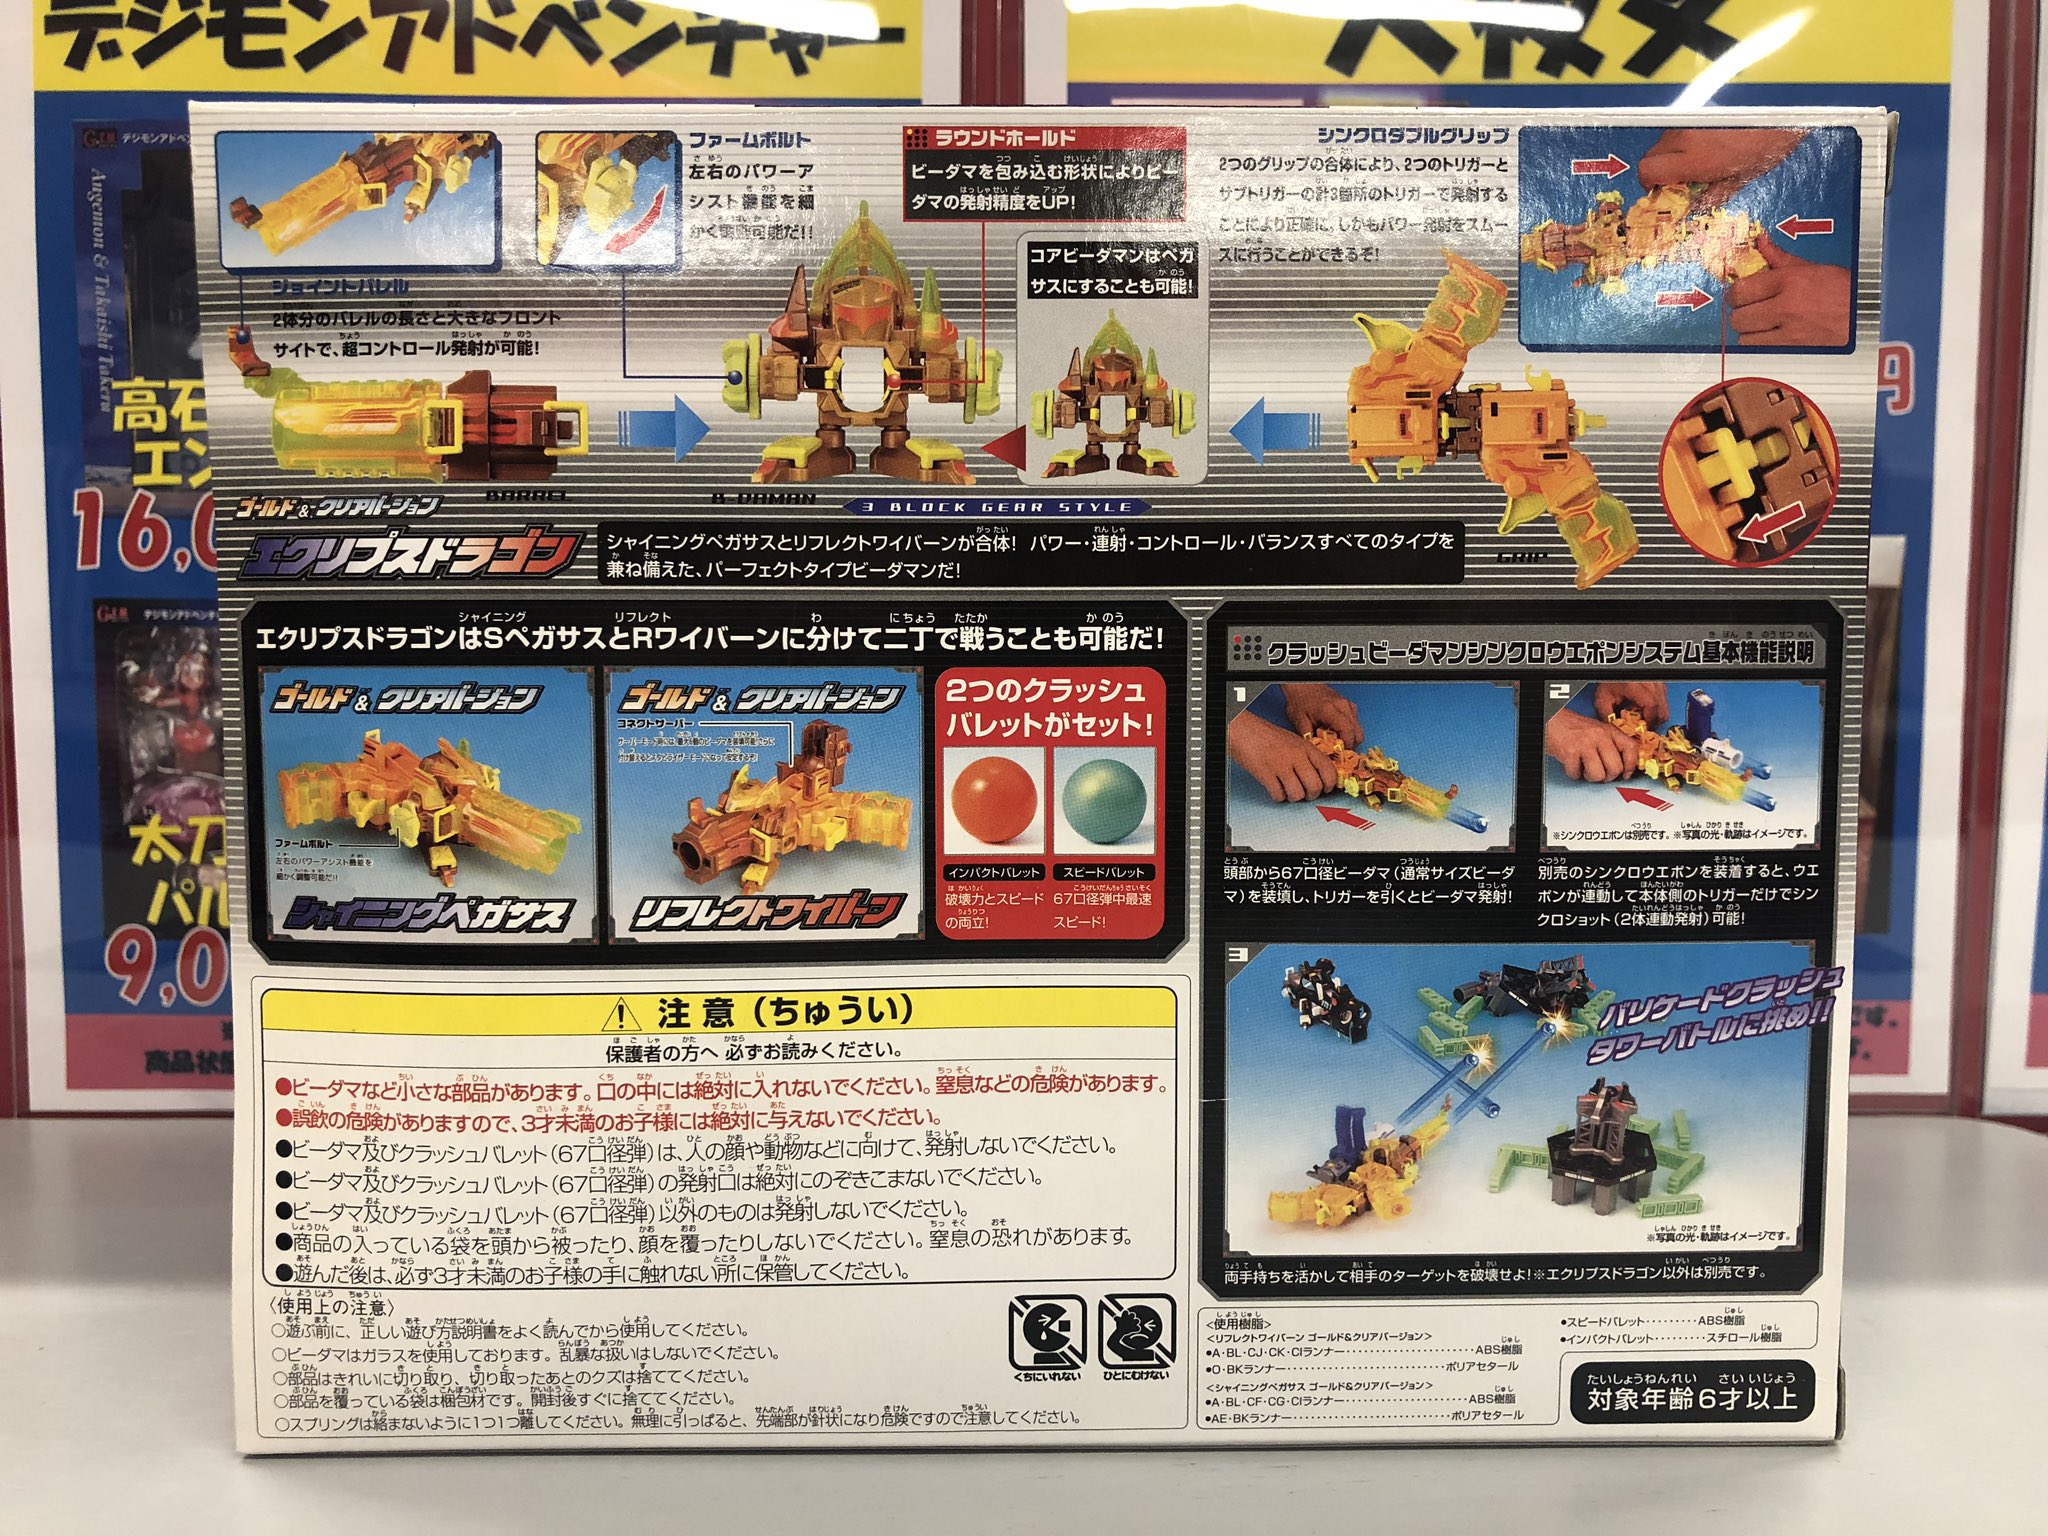 デジモンアドベンチャー
G.E.M.
デジモンアドベン
Angemon & Takaishi Takeru
高石
エン
16,0
G.E.M.
デジモンアドベ
太刀
パル
9,0
商品状態
ファームボルト
左右のパワーア
シスト機能を細
かく調整可能だ!!
ジョイントバレル
2体分のバレルの長さと大きなフロント
サイトで、超コントロール発射が可能!
ラウンドホールド
ビーダマを包み込む形状によりビー
ダマの発射精度をUP!
コアビーダマンはペガ
サスにすることも可能!
シンクロダブルグリップ
2つのグリップの合体により、2つのトリガーと
サブトリガーの計3箇所のトリガーで発射する
ことにより正確に、しかもパワー発射をスムー
ズに行うことができるぞ!
BARREL
B-DAMAN
3 BLOCK GEAR STYLE
GRIP
ゴールド&クリアバージョン
エクリプスドラゴン
シャイニングペガサスとリフレクトワイバーンが合体! パワー・連射・コントロール・バランスすべてのタイプを
兼ね備えた、パーフェクトタイプビーダマンだ!
エクリプスドラゴンはSペガサスとRワイバーンに分けて二丁で戦うことも可能だ!
ゴールド&クリアバージョン
ファームボルト
左右のパワーアシスト機能を
細かく調整可能だ!!
シャイニングペガサス
ゴールド&クリアバージョン
コネクトサーバー
リフレクトワイバーン
2つのクラッシュ
バレットがセット!
インパクトバレット
破壊力とスピード
の両立!
スピードバレット
67口径弾中最速
スピード!
クラッシュビーダマンシンクロウエポンシステム基本機能説明
1
頭部から67口径ビーダマ(通常サイズビーダ
マ)を装填し、トリガーを引くとビーダマ発射!
2
※シンクロウエポンは別売です。※写真の光・軌跡はイメージです。
別売のシンクロウエポンを装着すると、ウエ
ポンが連動して本体側のトリガーだけでシン
クロショット(2体連動発射)可能!
3
バリケードクラッシュ
タワーバトルに挑め!!
※写真の光・軌跡はイメージです。
両手持ちを活かして相手のターゲットを破壊せよ!※エクリプスドラゴン以外は別売です。
注意(ちゅうい)
保護者の方へ 必ずお読みください。
●ビーダマなど小さな部品があります。口の中には絶対に入れないでください。窒息などの危険があります。
●誤飲の危険がありますので、3才未満のお子様には絶対に与えないでください。
●ビーダマ及びクラッシュバレット(67口径弾)は、人の顔や動物などに向けて、発射しないでください。
●ビーダマ及びクラッシュバレット(67口径弾)の発射口は絶対にのぞきこまないでください。
●ビーダマ及びクラッシュバレット(67口径弾)以外のものは発射しないでください。
●商品の入っている袋を頭から被ったり、顔を覆ったりしないでください。窒息の恐れがあります。
●遊んだ後は、必ず3才未満のお子様の手に触れない所に保管してください。
〈使用上の注意〉
○遊ぶ前に、正しい遊び方説明書をよく読んでから使用してください。
○ビーダマはガラスを使用しております。乱暴な扱いはしないでください。
○部品はきれいに切り取り、切り取ったあとのクズは捨ててください。
○部品を覆っている袋は梱包材です。開封後すぐに捨ててください。
○スプリングは絡まないように1つ1つ離してください。無理に引っぱると、先端部が針状になり危険ですので注意してください。
くちにいれない
ひとにむけない
<使用樹脂>
<リフレクトワイバーン ゴールド&クリアバージョン>
●A・BL・CJ・CK・CIランナー……………………ABS樹脂
●O・BKランナー……………………ポリアセタール
<シャイニングペガサス ゴールド&クリアバージョン>
●A・BL・CF・CG・CIランナー……………………ABS樹脂
●AE・BKランナー……………………ポリアセタール
●スピードバレット………ABS樹脂
●インパクトバレット………スチロール樹脂
対象年齢6才以上